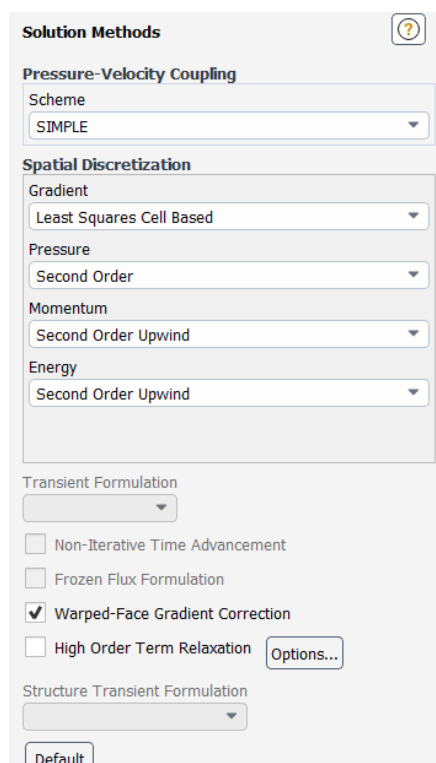 Solution Methods
?
Pressure-Velocity Coupling
Scheme
SIMPLE
Spatial Discretization
Gradient
Least Squares Cell Based
Pressure
Second Order
Momentum
Second Order Upwind
Energy
Second Order Upwind
Transient Formulation
Non-Iterative Time Advancement
Frozen Flux Formulation
Warped-Face Gradient Correction
High Order Term Relaxation Options...
Structure Transient Formulation
Default